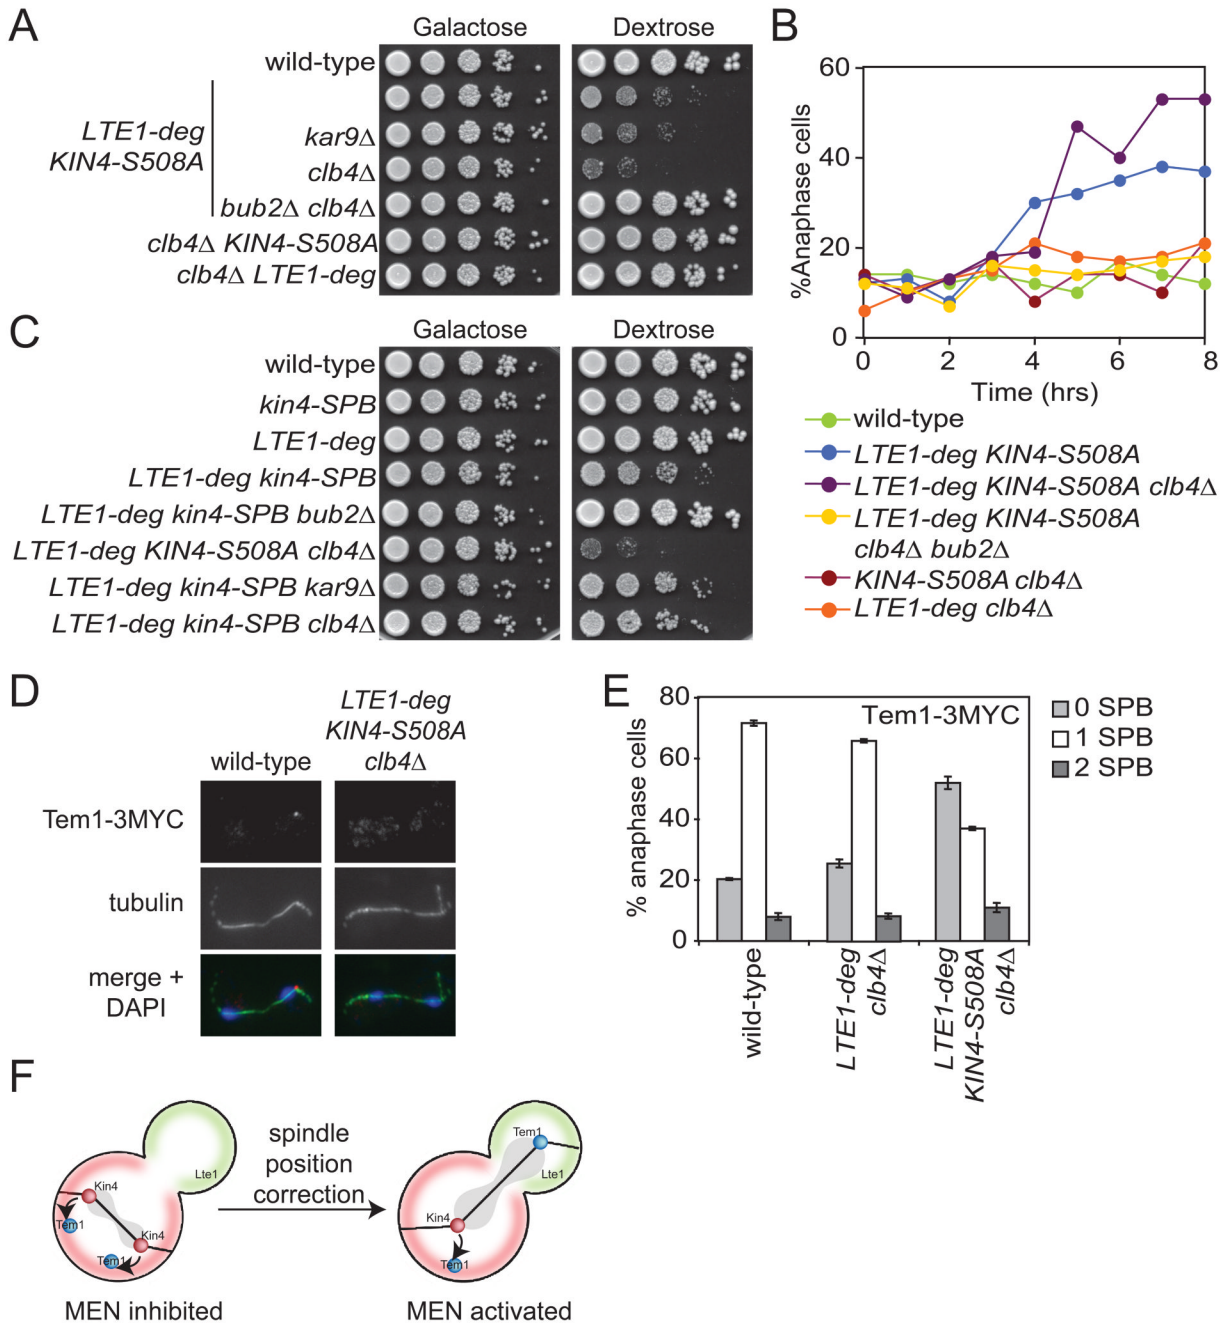 A
Galactose
Dextrose
wild-type
LTE1-deg
KIN4-S508A
kar9Δ
clb4Δ
bub2Δ clb4Δ
clb4Δ KIN4-S508A
clb4Δ LTE1-deg
B
%Anaphase cells
60
40
20
0
0
2
4
6
8
Time (hrs)
wild-type
LTE1-deg KIN4-S508A
LTE1-deg KIN4-S508A clb4Δ
LTE1-deg KIN4-S508A
clb4Δ bub2Δ
KIN4-S508A clb4Δ
LTE1-deg clb4Δ
C
Galactose
Dextrose
wild-type
kin4-SPB
LTE1-deg
LTE1-deg kin4-SPB
LTE1-deg kin4-SPB bub2Δ
LTE1-deg KIN4-S508A clb4Δ
LTE1-deg kin4-SPB kar9Δ
LTE1-deg kin4-SPB clb4Δ
D
wild-type
LTE1-deg
KIN4-S508A
clb4Δ
Tem1-3MYC
tubulin
merge +
DAPI
E
% anaphase cells
80
60
40
20
0
Tem1-3MYC
0 SPB
1 SPB
2 SPB
wild-type
LTE1-deg
clb4Δ
LTE1-deg
KIN4-S508A
clb4Δ
F
Lte1
Kin4
Tem1
Kin4
Tem1
MEN inhibited
spindle
position
correction
Tem1
Lte1
Kin4
Tem1
MEN activated